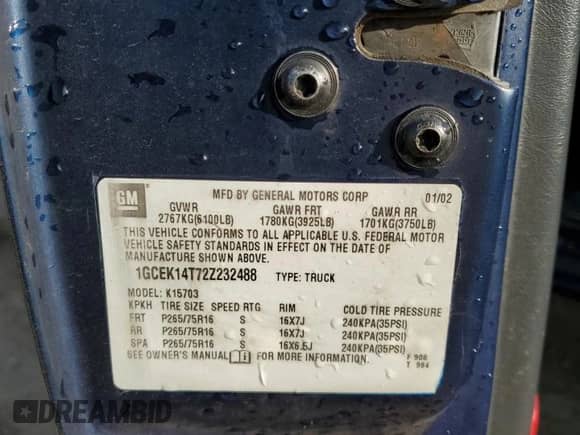 GM
MFD BY GENERAL MOTORS CORP 01/02
GVWR GAWR FRT GAWR RR
2767KG(6100LB) 1780KG(3925LB) 1701KG(3750LB)
THIS VEHICLE CONFORMS TO ALL APPLICABLE U.S. FEDERAL MOTOR
VEHICLE SAFETY STANDARDS IN EFFECT ON THE DATE OF
MANUFACTURE SHOWN ABOVE.
1GCEK14T72Z232488 TYPE: TRUCK
MODEL: K15703
KPKH TIRE SIZE SPEED RTG RIM COLD TIRE PRESSURE
FRT P265/75R16 S 16X7J 240KPA(35PSI)
RR P265/75R16 S 16X7J 240KPA(35PSI)
SPA P265/75R16 S 16X6.5J 240KPA(35PSI)
SEE OWNER'S MANUAL FOR MORE INFORMATION. F 906
T 984
DREAMBID